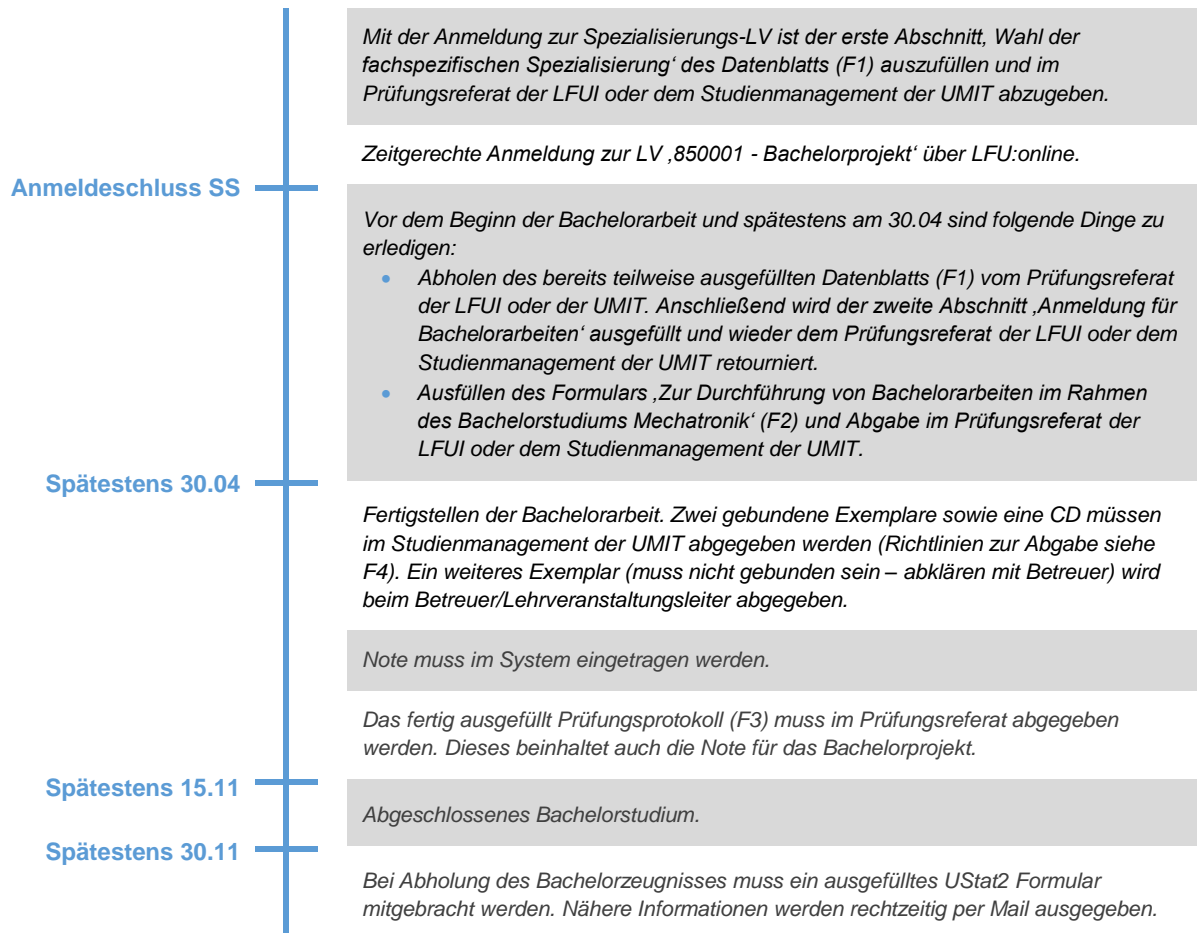 Mit der Anmeldung zur Spezialisierungs-LV ist der erste Abschnitt, Wahl der
fachspezifischen Spezialisierung‘ des Datenblatts (F1) auszufüllen und im
Prüfungsreferat der LFUI oder dem Studienmanagement der UMIT abzugeben.
Zeitgerechte Anmeldung zur LV ‚850001 - Bachelorprojekt‘ über LFU:online.
Anmeldeschluss SS
Vor dem Beginn der Bachelorarbeit und spätestens am 30.04 sind folgende Dinge zu
erledigen:
• Abholen des bereits teilweise ausgefüllten Datenblatts (F1) vom Prüfungsreferat
der LFUI oder der UMIT. Anschließend wird der zweite Abschnitt ‚Anmeldung für
Bachelorarbeiten‘ ausgefüllt und wieder dem Prüfungsreferat der LFUI oder dem
Studienmanagement der UMIT retourniert.
• Ausfüllen des Formulars ‚Zur Durchführung von Bachelorarbeiten im Rahmen
des Bachelorstudiums Mechatronik‘ (F2) und Abgabe im Prüfungsreferat der
LFUI oder dem Studienmanagement der UMIT.
Spätestens 30.04
Fertigstellen der Bachelorarbeit. Zwei gebundene Exemplare sowie eine CD müssen
im Studienmanagement der UMIT abgegeben werden (Richtlinien zur Abgabe siehe
F4). Ein weiteres Exemplar (muss nicht gebunden sein – abklären mit Betreuer) wird
beim Betreuer/Lehrveranstaltungsleiter abgegeben.
Note muss im System eingetragen werden.
Das fertig ausgefüllt Prüfungsprotokoll (F3) muss im Prüfungsreferat abgegeben
werden. Dieses beinhaltet auch die Note für das Bachelorprojekt.
Spätestens 15.11
Abgeschlossenes Bachelorstudium.
Spätestens 30.11
Bei Abholung des Bachelorzeugnisses muss ein ausgefülltes UStat2 Formular
mitgebracht werden. Nähere Informationen werden rechtzeitig per Mail ausgegeben.